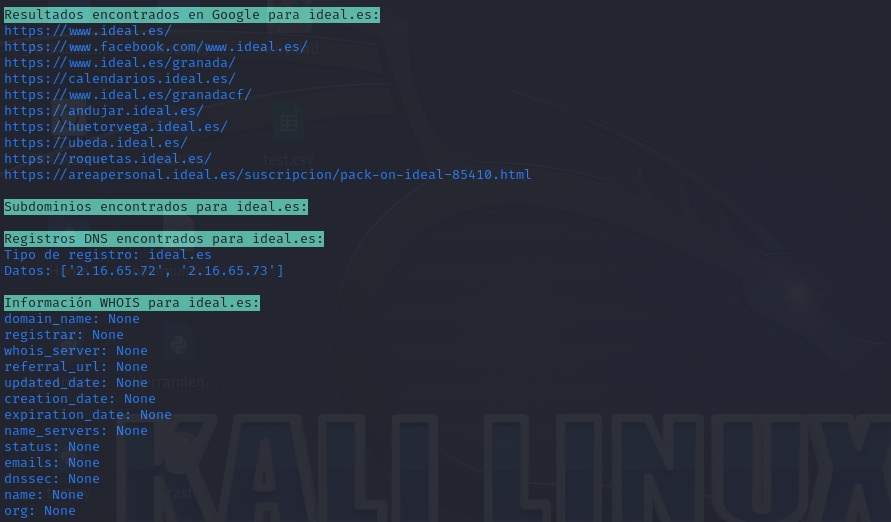 Resultados encontrados en Google para ideal.es:
https://www.ideal.es/
https://www.facebook.com/www.ideal.es/
https://www.ideal.es/granada/
https://calendarios.ideal.es/
https://www.ideal.es/granadacf/
https://andujar.ideal.es/
https://huetorvega.ideal.es/
https://ubeda.ideal.es/
https://roquetas.ideal.es/
test.csv
https://areapersonal.ideal.es/suscripcion/pack-on-ideal-85410.html
Subdominios encontrados para ideal.es:
Registros DNS encontrados para ideal.es:
Tipo de registro: ideal.es
Datos: ['2.16.65.72', '2.16.65.73']
Información WHOIS para ideal.es:
domain_name: None
registrar: None
whois_server: None
referral_url: None
updated_date: None
creation_date: None
expiration_date: None
name_servers: None
status: None
emails: None
dnssec: None
name: None
org: None
KALI LINUX